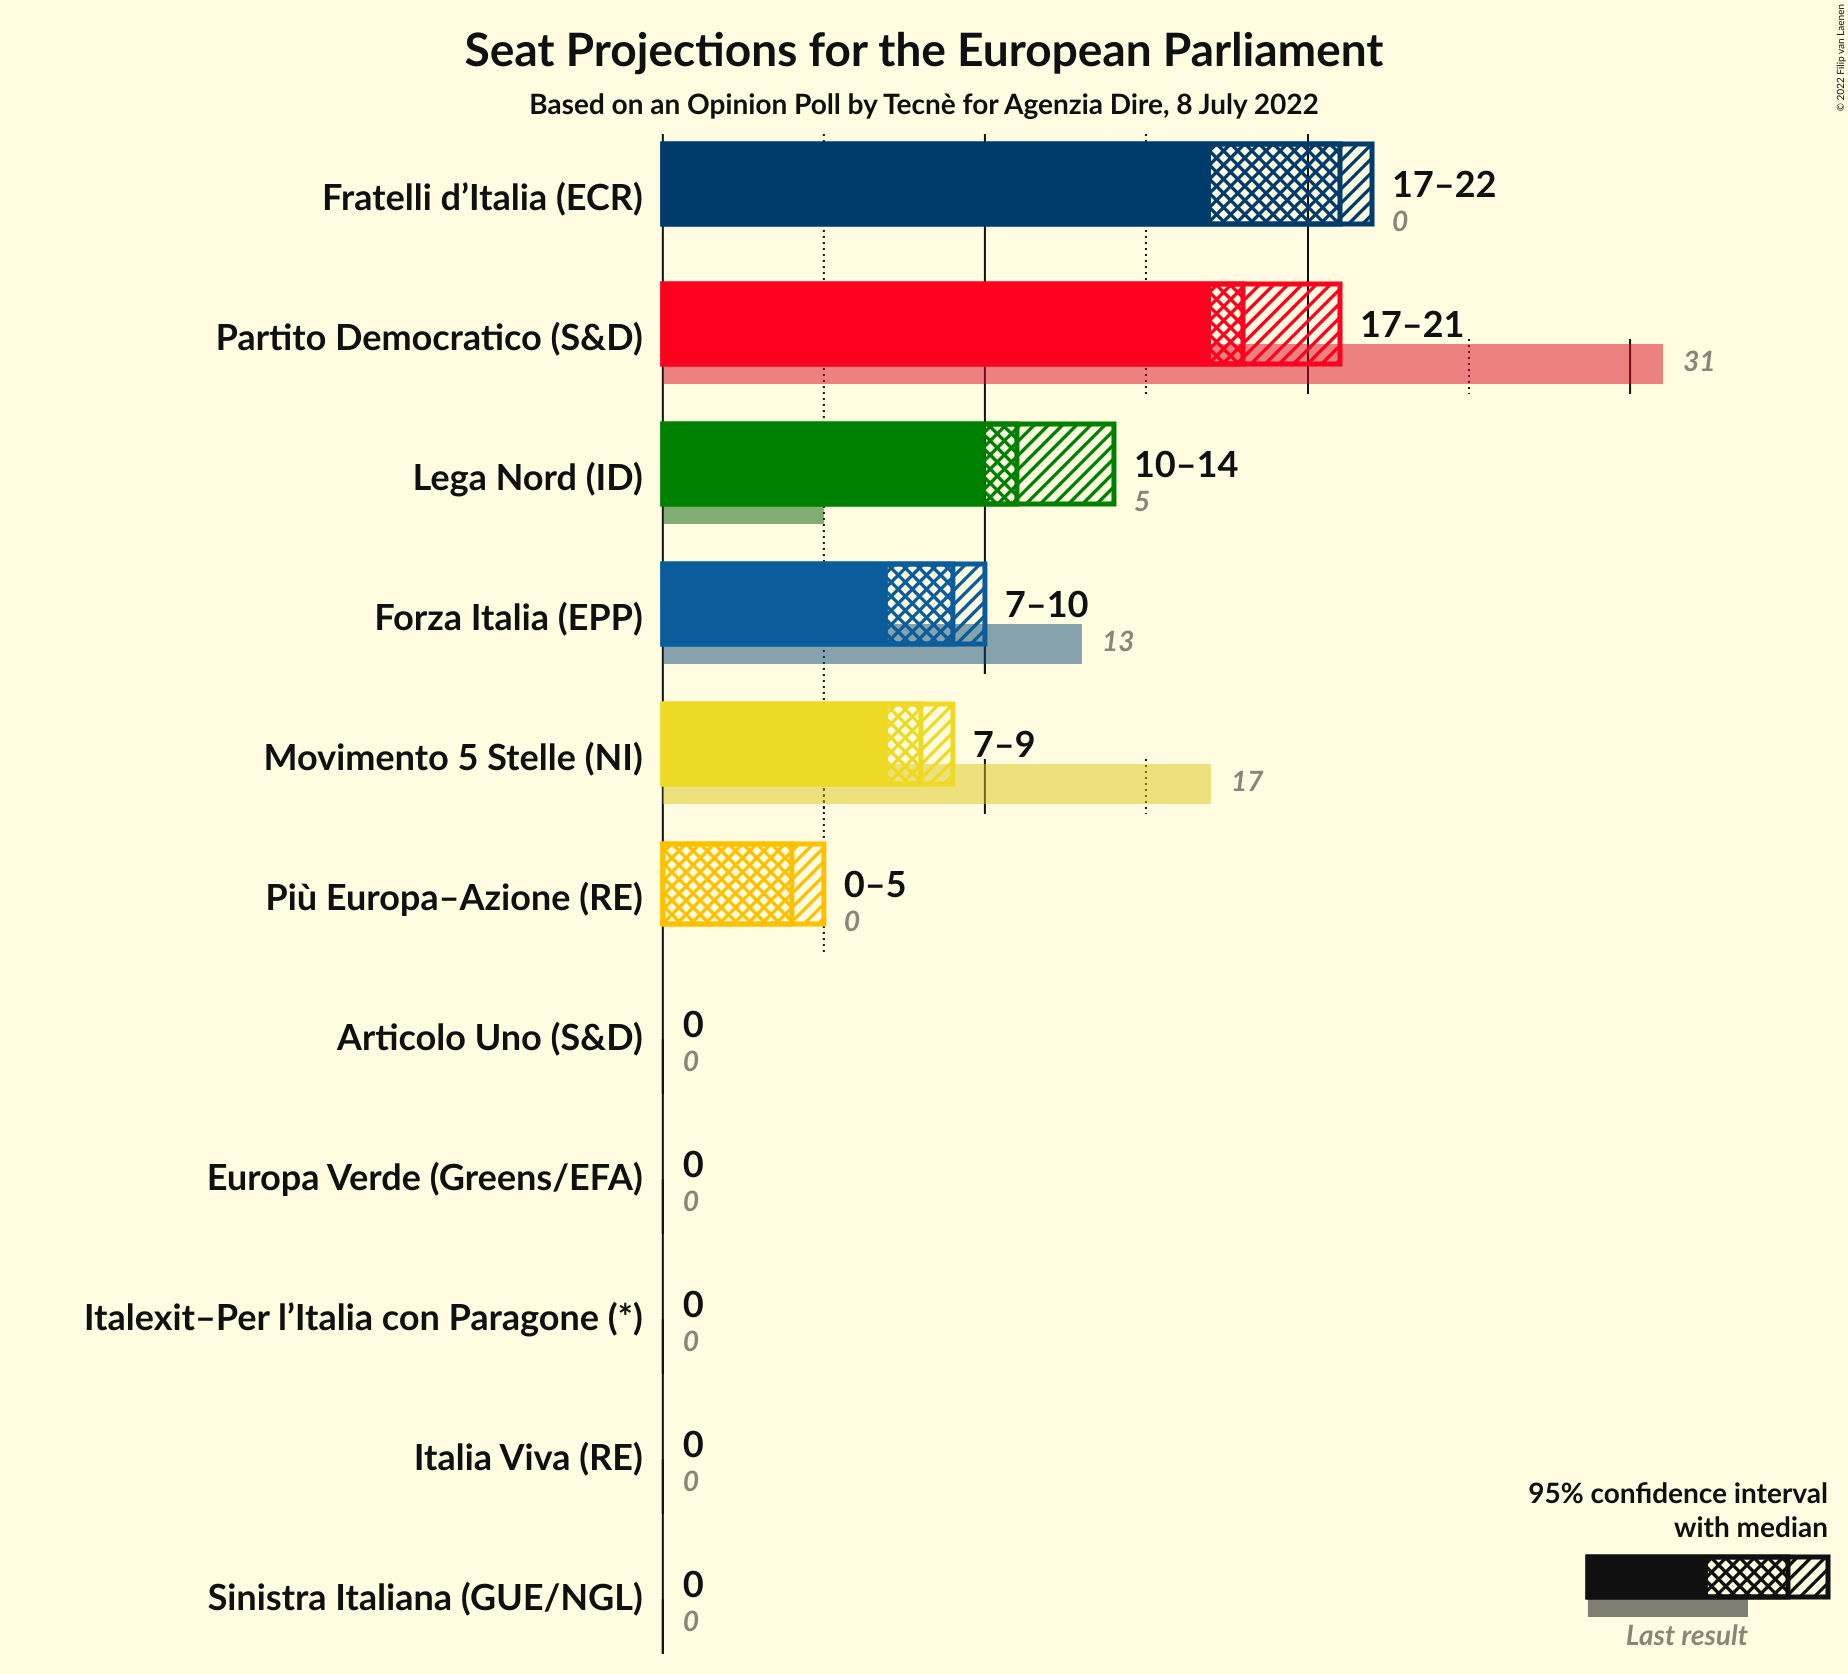 Seat Projections for the European Parliament
Based on an Opinion Poll by Tecnè for Agenzia Dire, 8 July 2022
© 2022 Filip van Laenen
Fratelli d’Italia (ECR)
17–22
0
Partito Democratico (S&D)
17–21
31
Lega Nord (ID)
10–14
5
Forza Italia (EPP)
7–10
13
Movimento 5 Stelle (NI)
7–9
17
Più Europa–Azione (RE)
0–5
0
Articolo Uno (S&D)
0
0
Europa Verde (Greens/EFA)
0
0
Italexit–Per l’Italia con Paragone (*)
0
0
Italia Viva (RE)
0
0
Sinistra Italiana (GUE/NGL)
0
0
95% confidence interval
with median
Last result